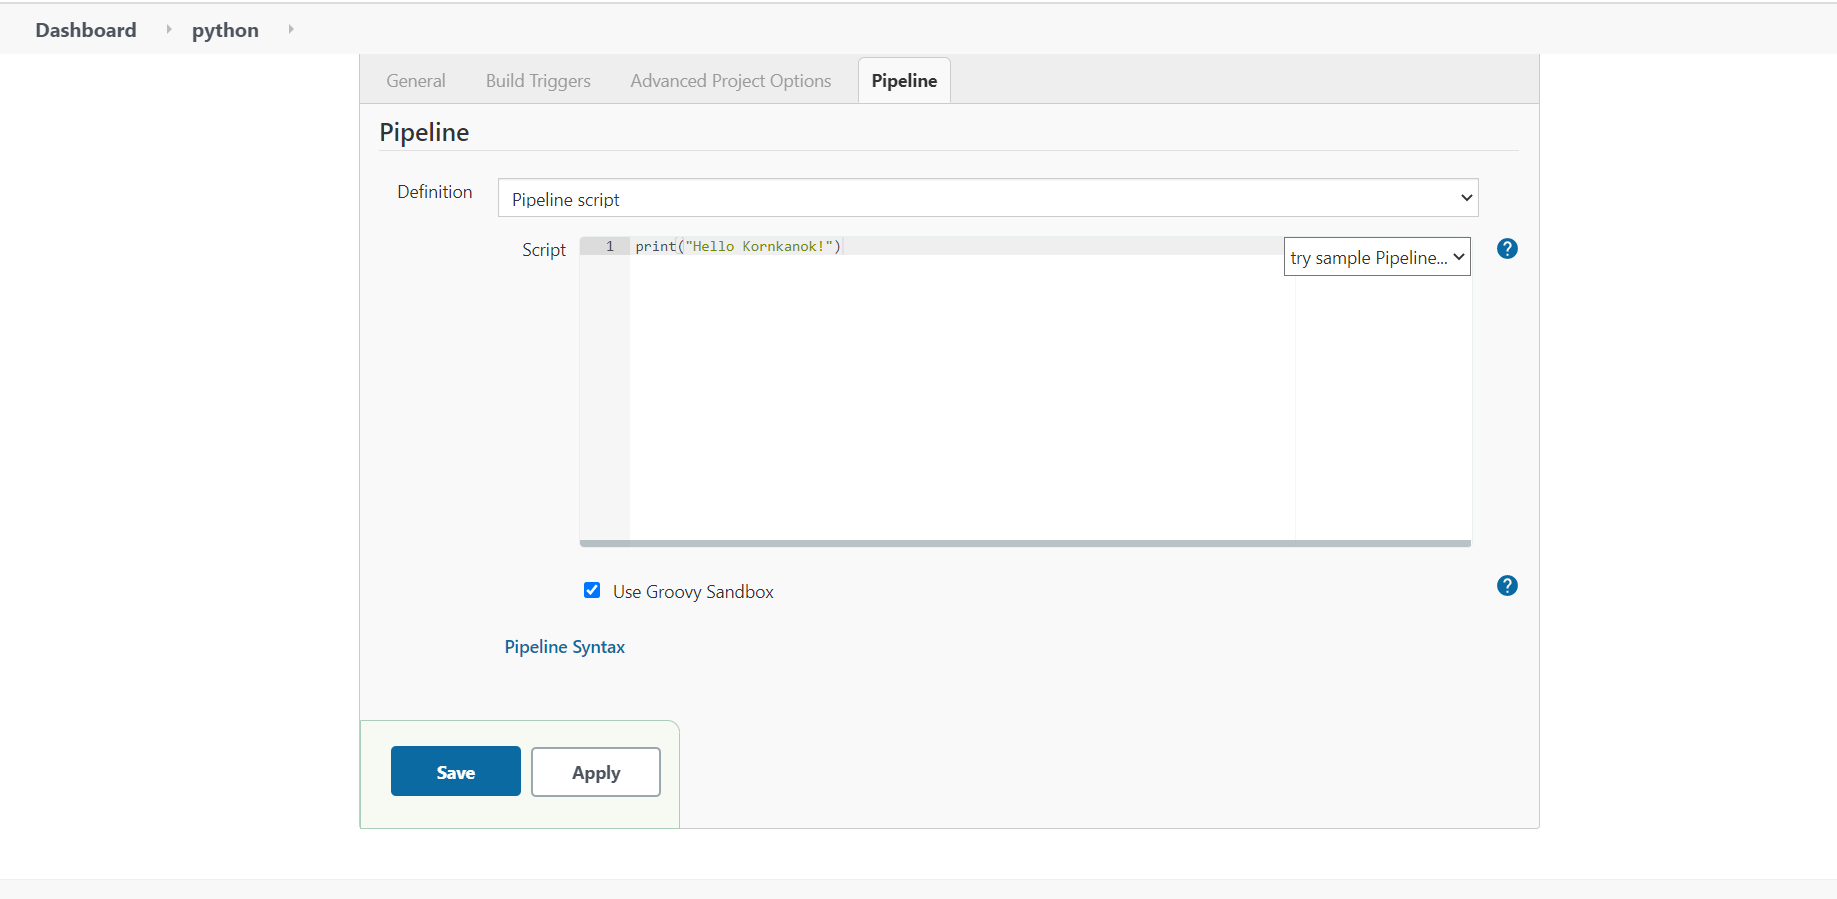 Dashboard python
General Build Triggers Advanced Project Options Pipeline
Pipeline
Definition Pipeline script
Script 1 print("Hello Kornkanok!") try sample Pipeline... ?
Use Groovy Sandbox ?
Pipeline Syntax
Save Apply